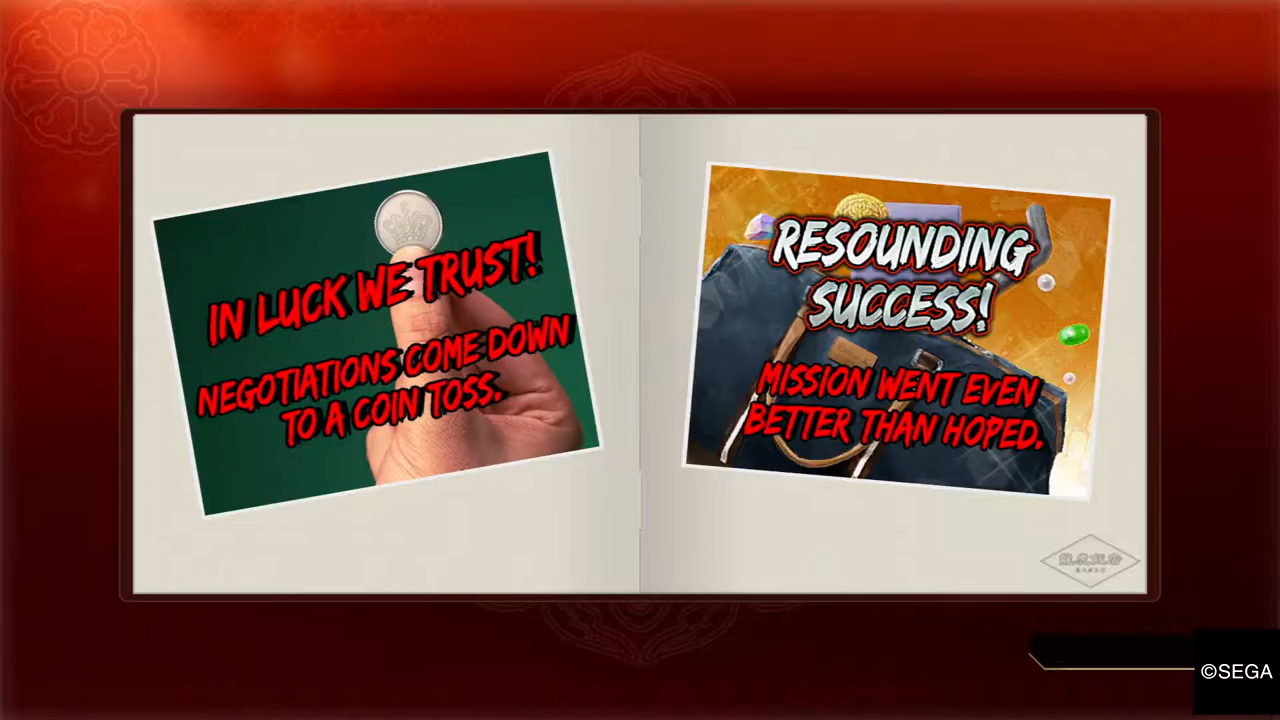 IN LUCK WE TRUST!
NEGOTIATIONS COME DOWN
TO A COIN TOSS.
RESOUNDING
SUCCESS!
MISSION WENT EVEN
BETTER THAN HOPED.
©SEGA